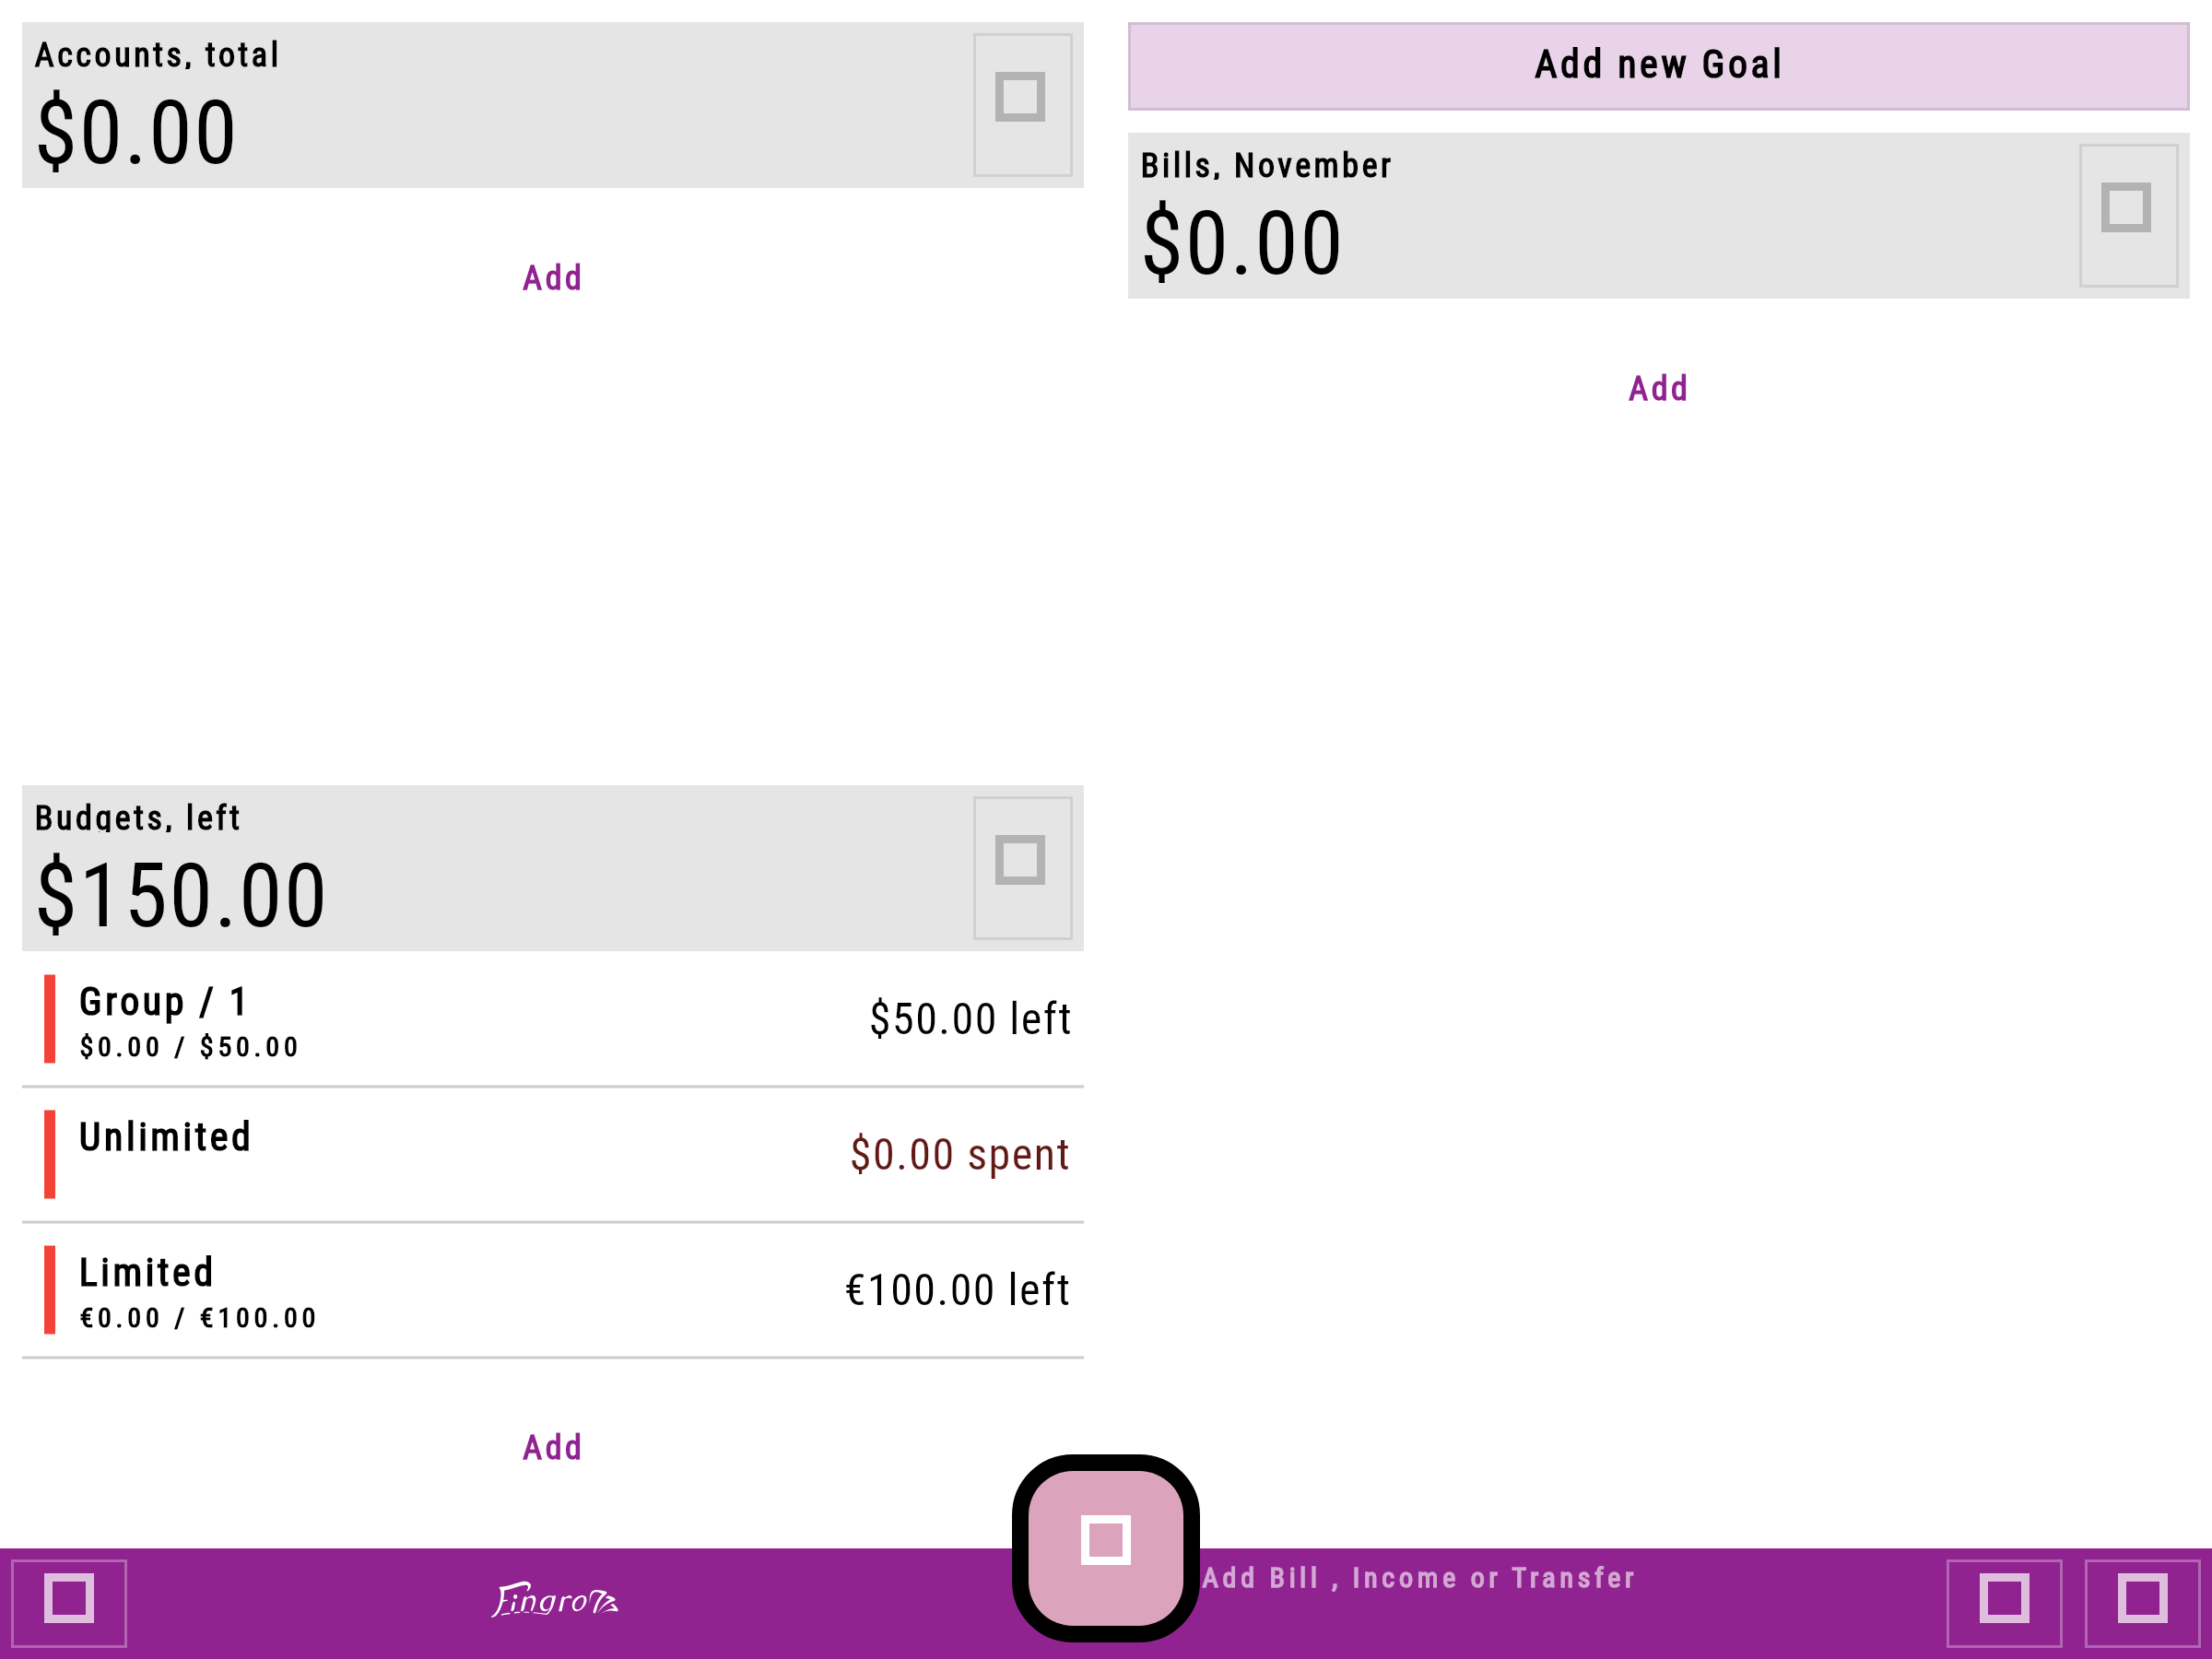 Accounts, total
$0.00
Add
Add new Goal
Bills, November
$0.00
Add
Budgets, left
$150.00
Group / 1
$0.00 / $50.00
$50.00 left
Unlimited
$0.00 spent
Limited
€0.00 / €100.00
€100.00 left
Add
Fingro
Add Bill , Income or Transfer